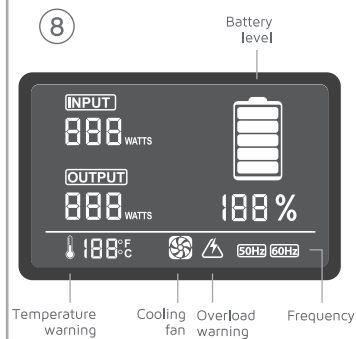 8
Battery
level
INPUT
888 WATTS
OUTPUT
888 WATTS
188 %
188 °F °C
50Hz 60Hz
Temperature
warning
Cooling
fan
Overload
warning
Frequency